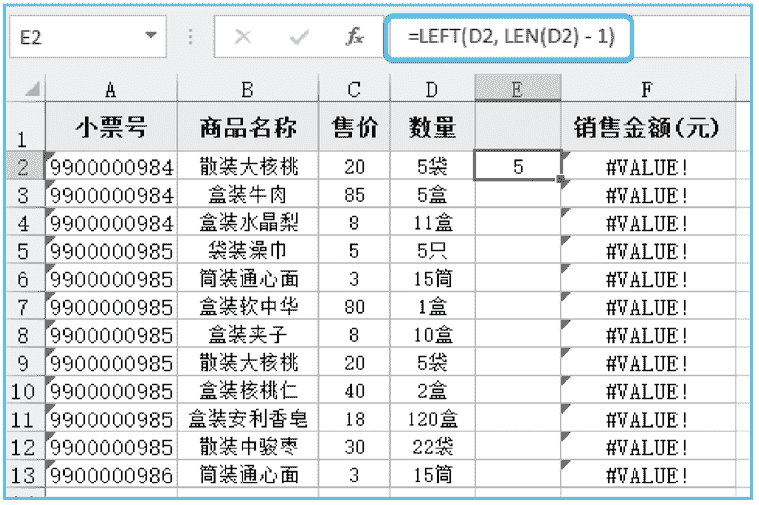 E2 fx =LEFT(D2, LEN(D2) - 1)
A B C D E F
1 小票号 商品名称 售价 数量 销售金额(元)
2 9900000984 散装大核桃 20 5袋 5 #VALUE!
3 9900000984 盒装牛肉 85 5盒 #VALUE!
4 9900000984 盒装水晶梨 8 11盒 #VALUE!
5 9900000985 袋装澡巾 5 5只 #VALUE!
6 9900000985 筒装通心面 3 15筒 #VALUE!
7 9900000985 盒装软中华 80 1盒 #VALUE!
8 9900000985 盒装夹子 8 10盒 #VALUE!
9 9900000985 散装大核桃 20 5袋 #VALUE!
10 9900000985 盒装核桃仁 40 2盒 #VALUE!
11 9900000985 盒装安利香皂 18 120盒 #VALUE!
12 9900000985 散装中骏枣 30 22袋 #VALUE!
13 9900000986 筒装通心面 3 15筒 #VALUE!